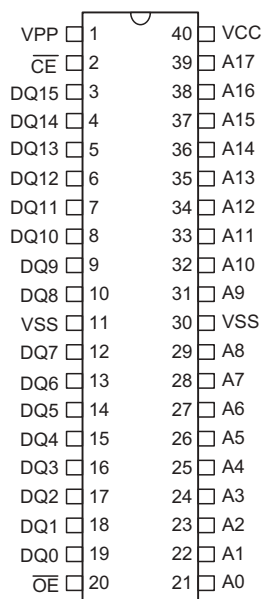 VPP 1 40 VCC
C̅E̅ 2 39 A17
DQ15 3 38 A16
DQ14 4 37 A15
DQ13 5 36 A14
DQ12 6 35 A13
DQ11 7 34 A12
DQ10 8 33 A11
DQ9 9 32 A10
DQ8 10 31 A9
VSS 11 30 VSS
DQ7 12 29 A8
DQ6 13 28 A7
DQ5 14 27 A6
DQ4 15 26 A5
DQ3 16 25 A4
DQ2 17 24 A3
DQ1 18 23 A2
DQ0 19 22 A1
O̅E̅ 20 21 A0